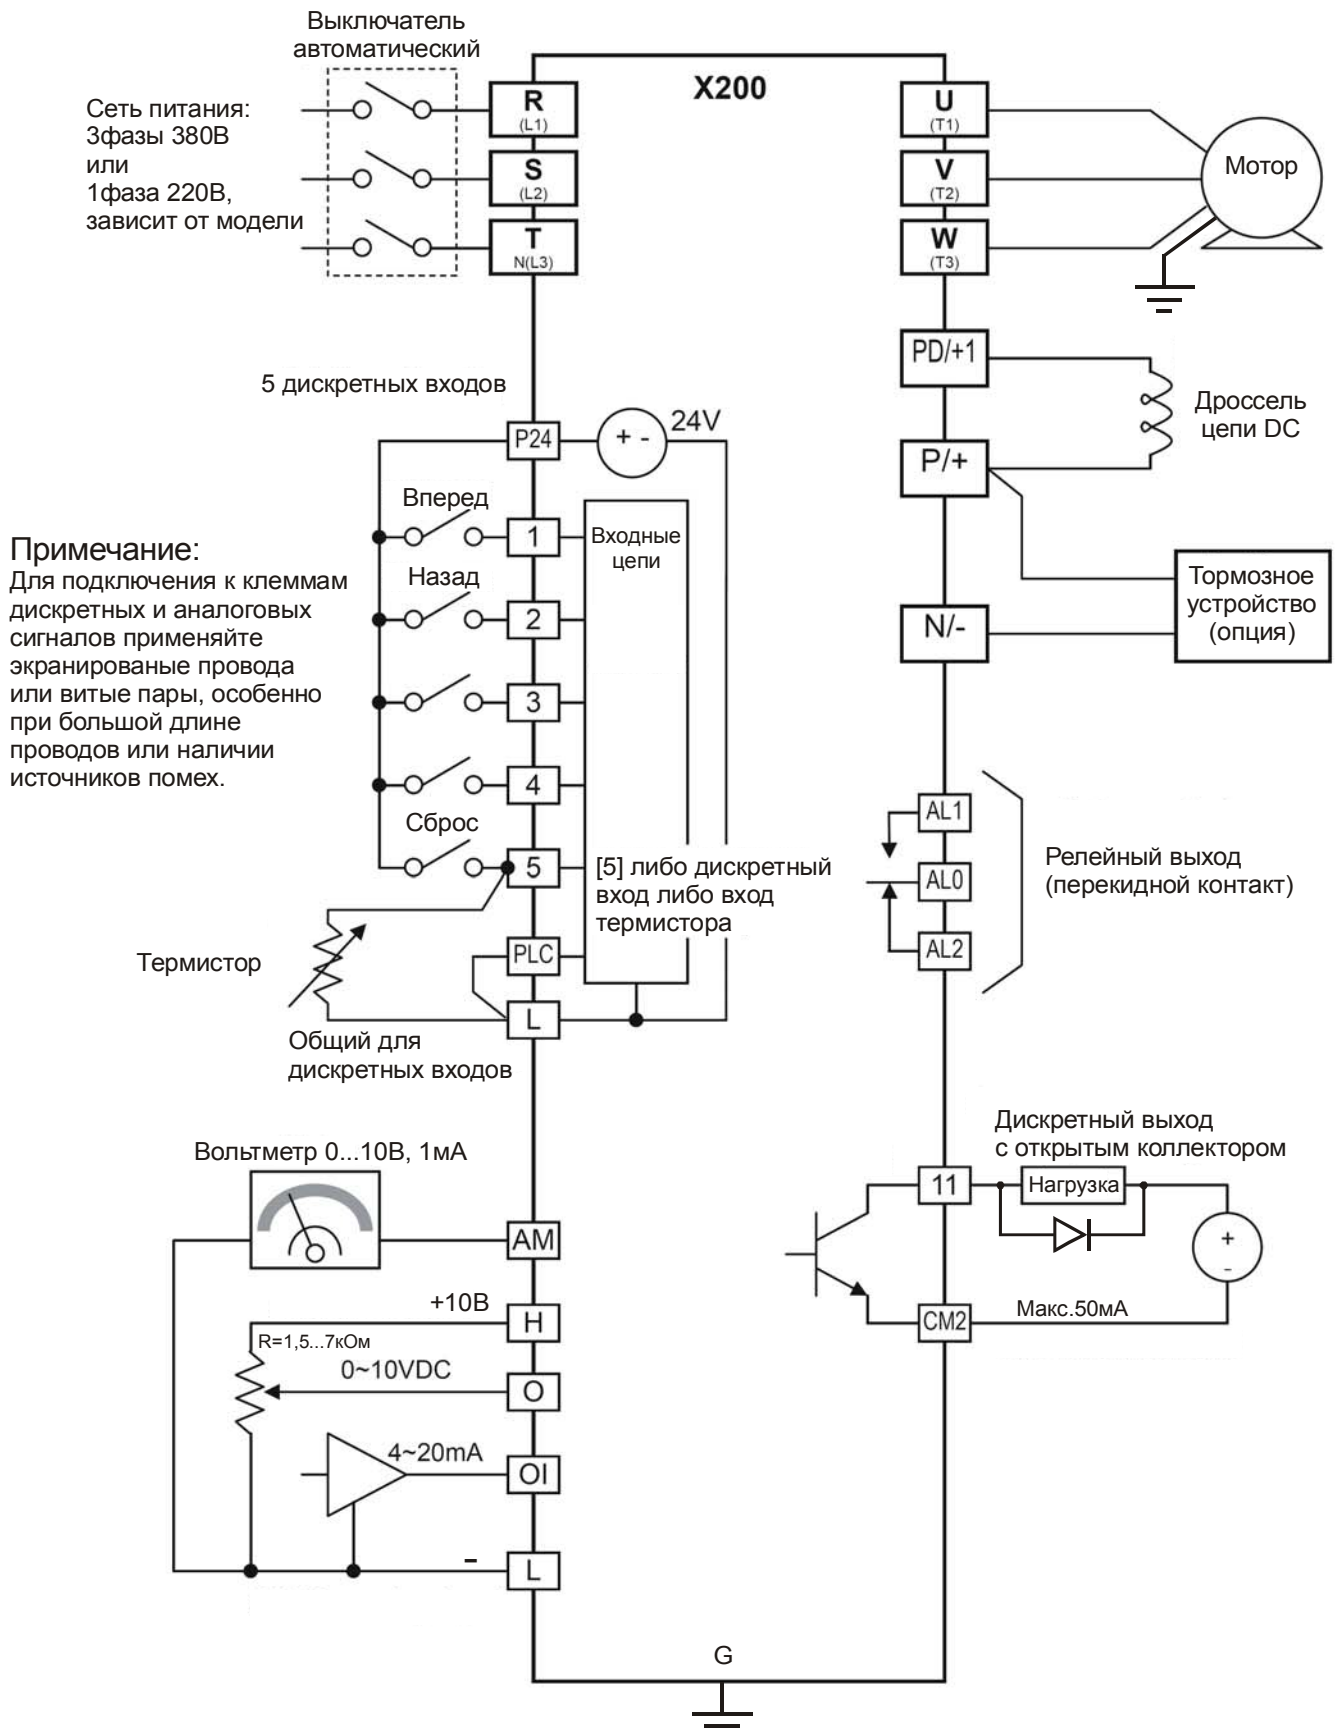 Выключатель
автоматический
X200
Сеть питания:
3фазы 380В
или
1фаза 220В,
зависит от модели
R
(L1)
S
(L2)
T
N(L3)
U
(T1)
V
(T2)
W
(T3)
Мотор
PD/+1
P/+
Дроссель
цепи DC
N/-
Тормозное
устройство
(опция)
5 дискретных входов
P24
+ -
24V
Вперед
1
Входные
цепи
Назад
2
3
4
Сброс
5
[5] либо дискретный
вход либо вход
термистора
Примечание:
Для подключения к клеммам
дискретных и аналоговых
сигналов применяйте
экранированые провода
или витые пары, особенно
при большой длине
проводов или наличии
источников помех.
Термистор
PLC
L
Общий для
дискретных входов
AL1
AL0
AL2
Релейный выход
(перекидной контакт)
Дискретный выход
с открытым коллектором
11
Нагрузка
+
-
CM2
Макс.50мА
Вольтметр 0...10В, 1мА
AM
+10В
H
R=1,5...7кОм
0~10VDC
O
4~20mA
OI
-
L
G